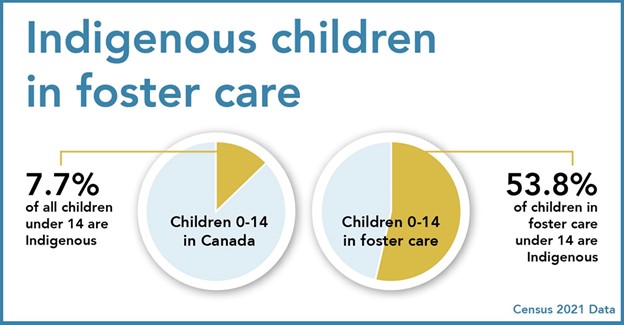 Indigenous children
in foster care
7.7%
of all children
under 14 are
Indigenous
Children 0-14
in Canada
Children 0-14
in foster care
53.8%
of children in
foster care
under 14 are
Indigenous
Census 2021 Data